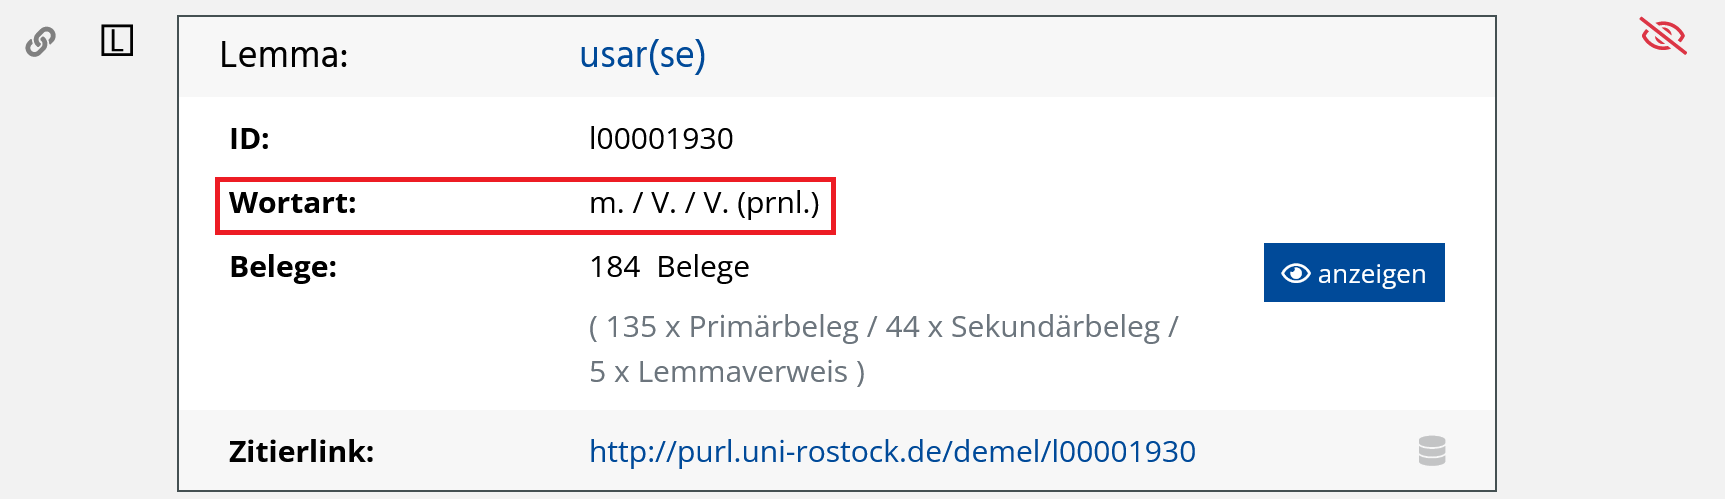 L
Lemma: usar(se)
ID: l00001930
Wortart: m. / V. / V. (prnl.)
Belege: 184 Belege
anzeigen
( 135 x Primärbeleg / 44 x Sekundärbeleg /
5 x Lemmaverweis )
Zitierlink: http://purl.uni-rostock.de/demel/l00001930